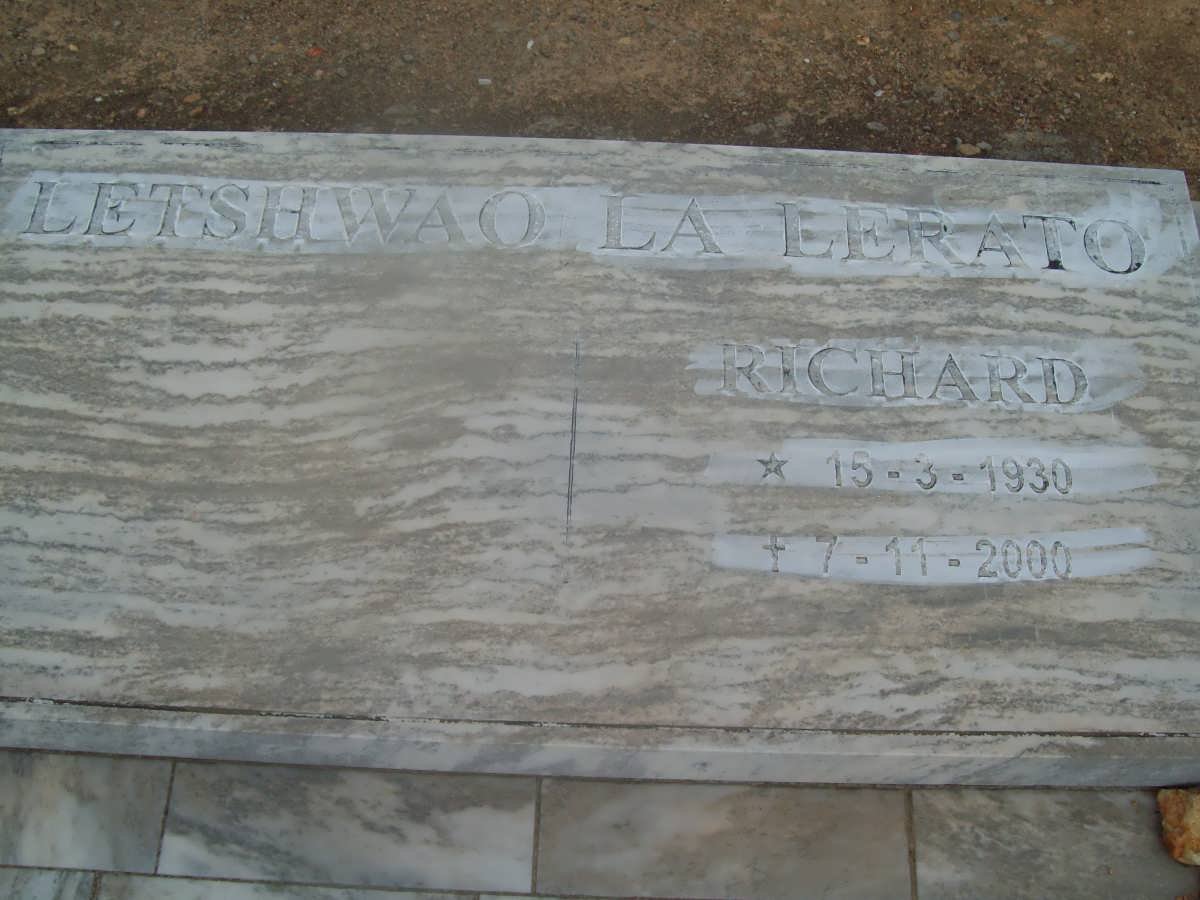 LETSHWAO LA LERATO
RICHARD
★ 15-3-1930
† 7-11-2000